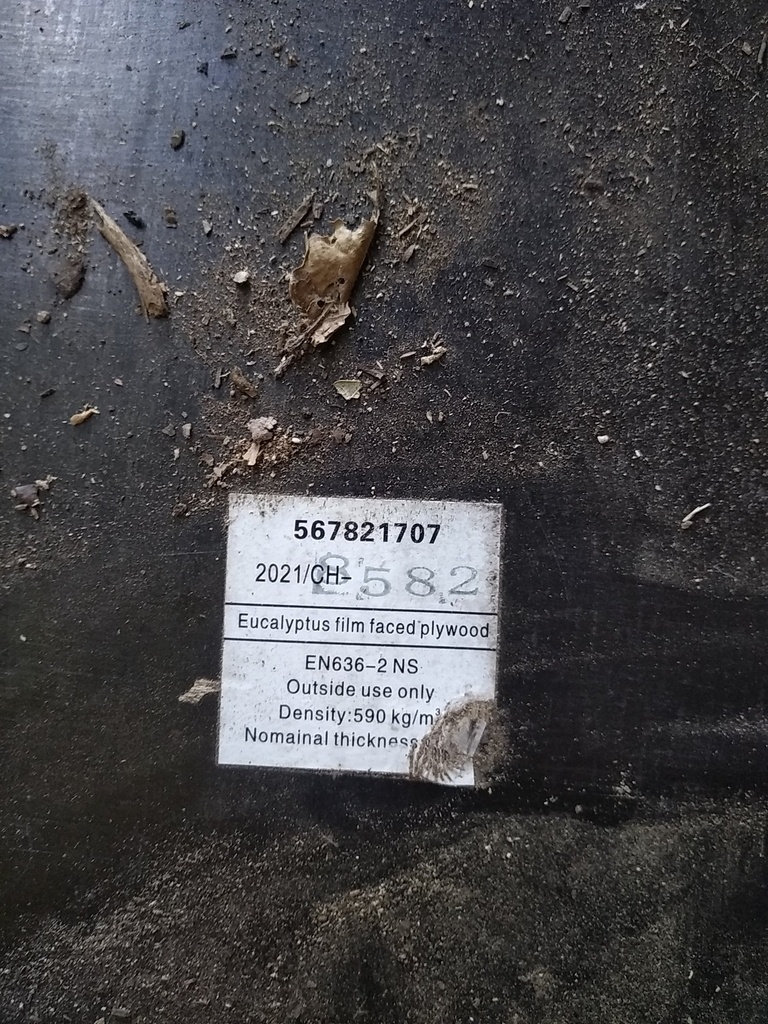 567821707
2021/CH-B582
Eucalyptus film faced plywood
EN636-2 NS
Outside use only
Density:590 kg/m³
Nomainal thickness